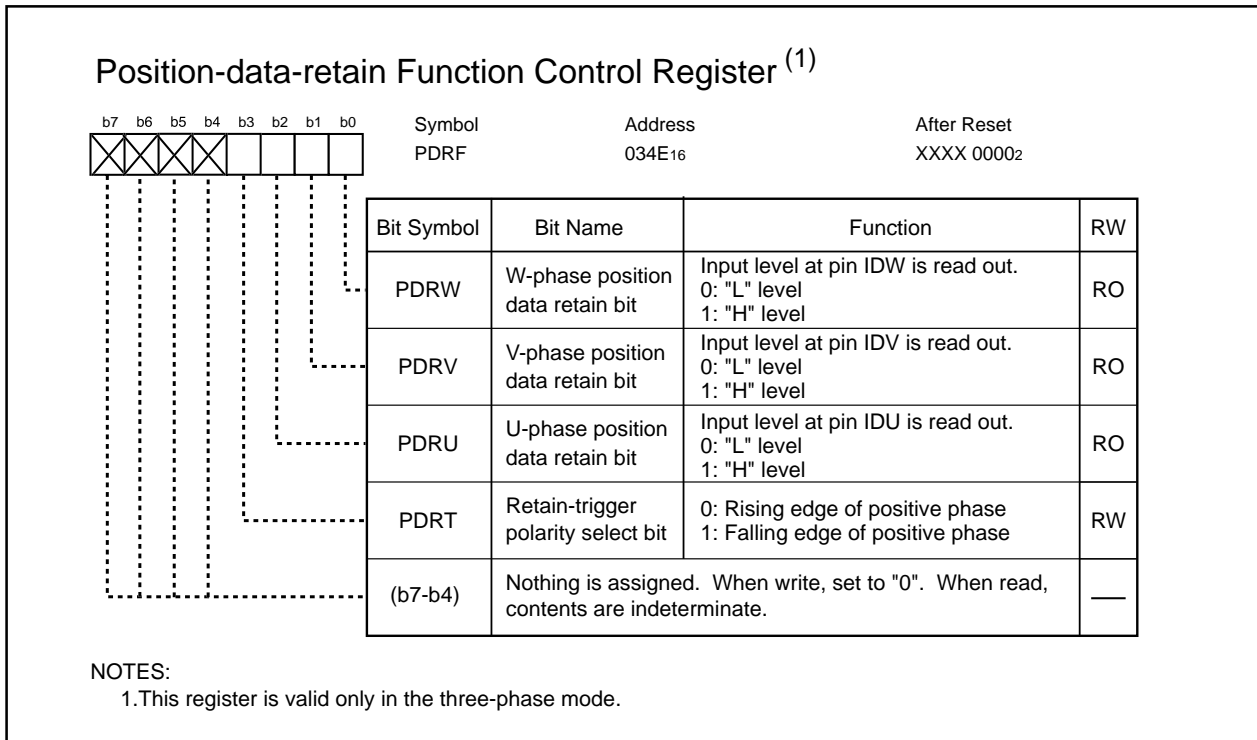 Position-data-retain Function Control Register (1)
b7 b6 b5 b4 b3 b2 b1 b0
Symbol Address After Reset
PDRF 034E16 XXXX 00002
Bit Symbol Bit Name Function RW
PDRW
W-phase position
data retain bit
Input level at pin IDW is read out.
0: "L" level
1: "H" level
RO
PDRV
V-phase position
data retain bit
Input level at pin IDV is read out.
0: "L" level
1: "H" level
RO
PDRU
U-phase position
data retain bit
Input level at pin IDU is read out.
0: "L" level
1: "H" level
RO
PDRT
Retain-trigger
polarity select bit
0: Rising edge of positive phase
1: Falling edge of positive phase
RW
(b7-b4)
Nothing is assigned. When write, set to "0". When read,
contents are indeterminate.
—
NOTES:
1.This register is valid only in the three-phase mode.